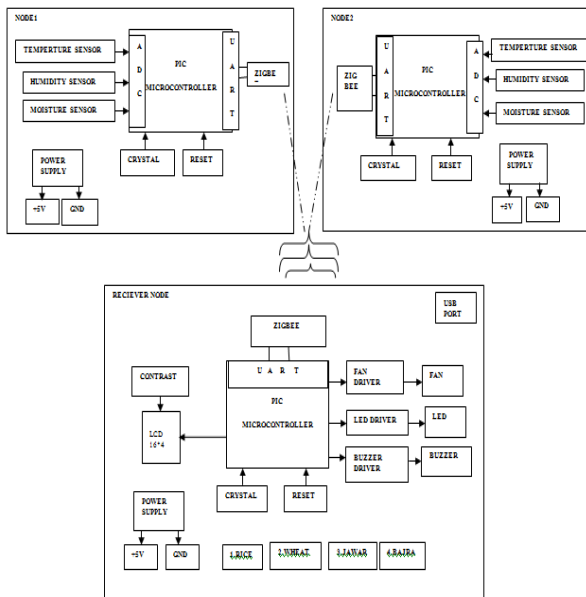 NODE1
TEMPERTURE SENSOR
HUMIDITY SENSOR
MOISTURE SENSOR
A D C
PIC
MICROCONTROLLER
U A R T
ZIGBE
CRYSTAL
RESET
POWER
SUPPLY
+5V
GND
NODE2
ZIG
BEE
U A R T
PIC
MICROCONTROLLER
A D C
TEMPERTURE SENSOR
HUMIDITY SENSOR
MOISTURE SENSOR
CRYSTAL
RESET
POWER
SUPPLY
+5V
GND
RECIEVER NODE
USB
PORT
ZIGBEE
U A R T
PIC
MICROCONTROLLER
CONTRAST
LCD
16*4
FAN
DRIVER
FAN
LED DRIVER
LED
BUZZER
DRIVER
BUZZER
CRYSTAL
RESET
POWER
SUPPLY
+5V
GND
1.RICE
2.WHEAT
3.JAWAR
4.BAJRA